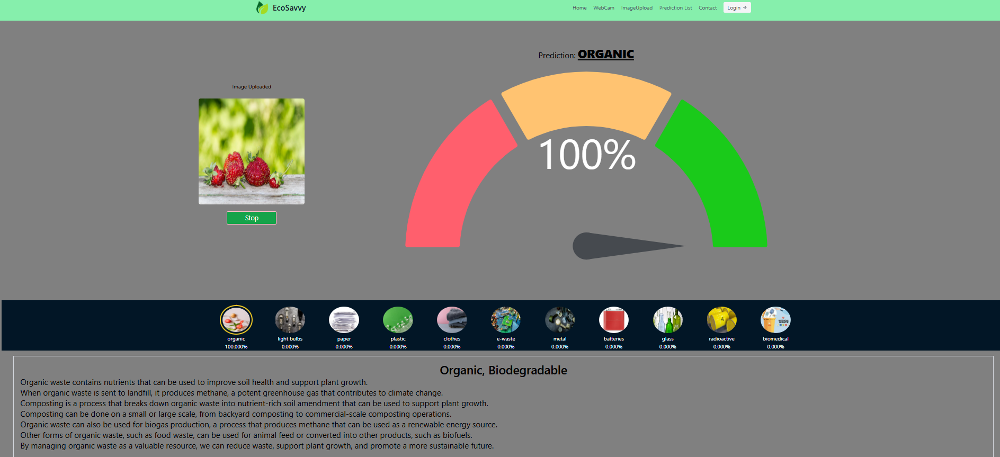 EcoSavvy
Home WebCam ImageUpload Prediction List Contact Login →
Prediction: ORGANIC
Image Uploaded
100%
Stop
organic light bulbs paper plastic clothes e-waste metal batteries glass radioactive biomedical
100.000% 0.000% 0.000% 0.000% 0.000% 0.000% 0.000% 0.000% 0.000% 0.000% 0.000%
Organic, Biodegradable
Organic waste contains nutrients that can be used to improve soil health and support plant growth.
When organic waste is sent to landfill, it produces methane, a potent greenhouse gas that contributes to climate change.
Composting is a process that breaks down organic waste into nutrient-rich soil amendment that can be used to support plant growth.
Composting can be done on a small or large scale, from backyard composting to commercial-scale composting operations.
Organic waste can also be used for biogas production, a process that produces methane that can be used as a renewable energy source.
Other forms of organic waste, such as food waste, can be used for animal feed or converted into other products, such as biofuels.
By managing organic waste as a valuable resource, we can reduce waste, support plant growth, and promote a more sustainable future.